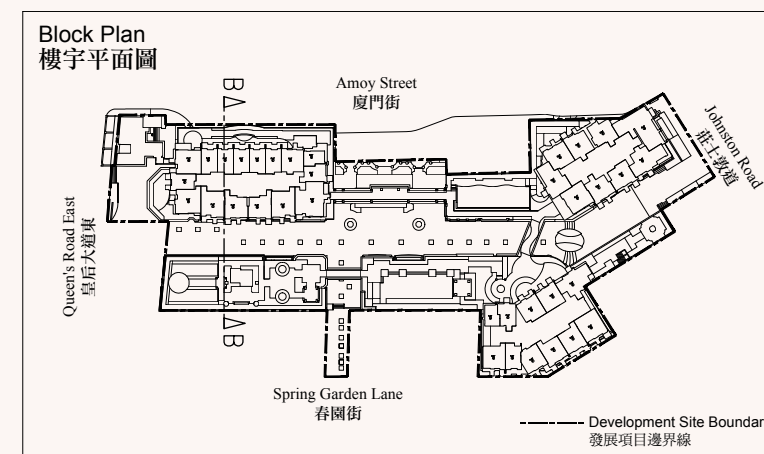 Block Plan
樓宇平面圖
B
Amoy Street
廈門街
Johnston Road
莊士敦道
Queen's Road East
皇后大道東
B
Spring Garden Lane
春園街
Development Site Boundar
發展項目邊界線